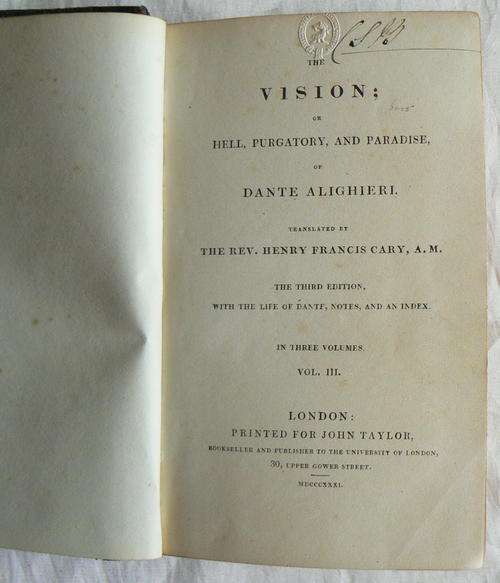 THE
VISION;
OR
HELL, PURGATORY, AND PARADISE,
OF
DANTE ALIGHIERI.
TRANSLATED BY
THE REV. HENRY FRANCIS CARY, A. M.
THE THIRD EDITION,
WITH THE LIFE OF DANTE, NOTES, AND AN INDEX.
IN THREE VOLUMES.
VOL. III.
LONDON:
PRINTED FOR JOHN TAYLOR,
BOOKSELLER AND PUBLISHER TO THE UNIVERSITY OF LONDON,
30, UPPER GOWER STREET.
MDCCCXXXI.